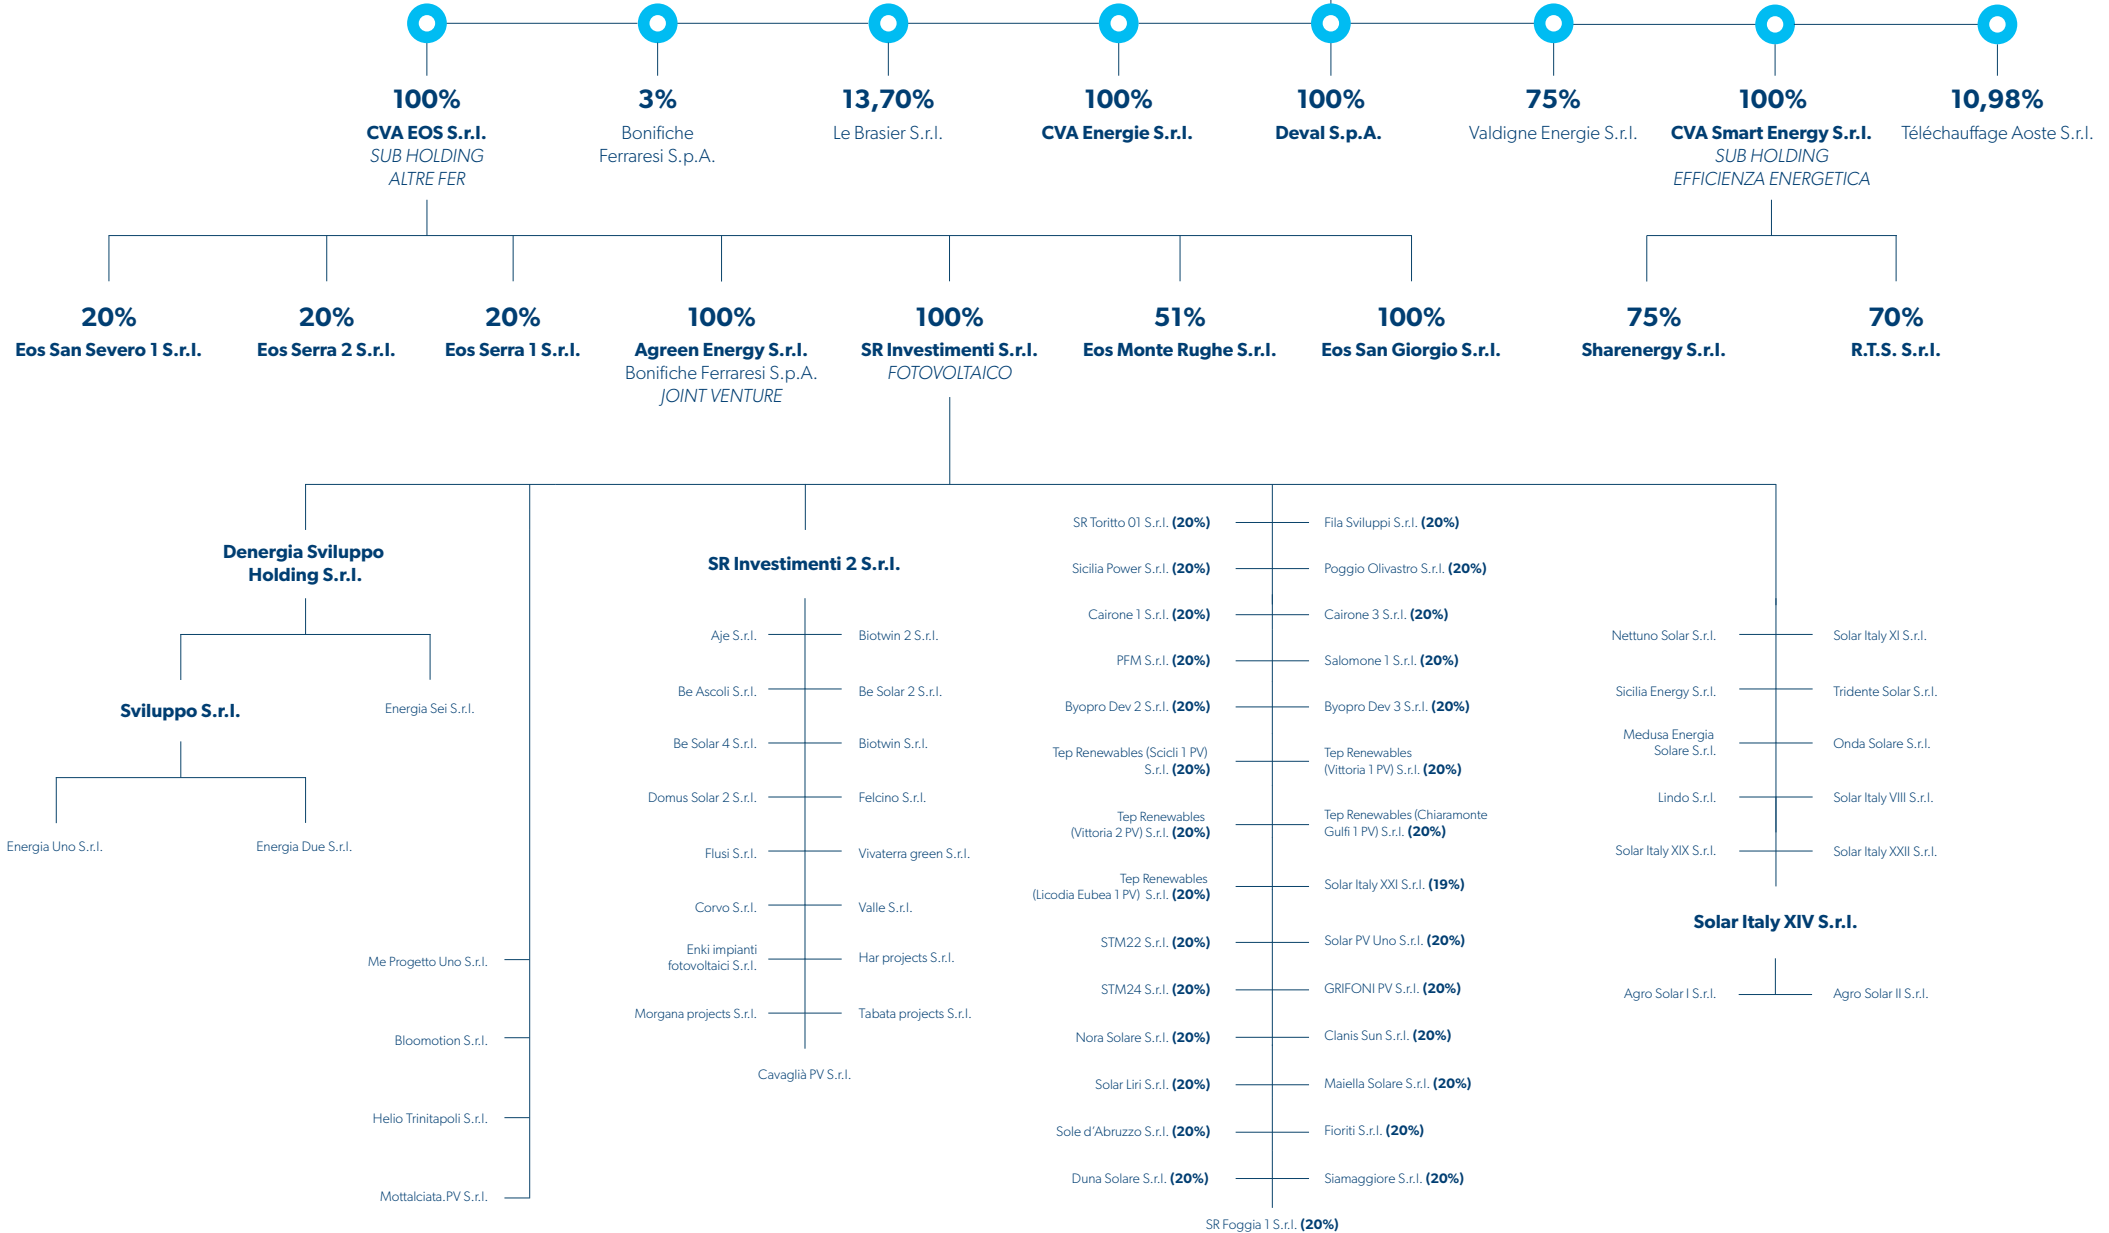 100%
CVA EOS S.r.l.
SUB HOLDING
ALTRE FER
3%
Bonifiche
Ferraresi S.p.A.
13,70%
Le Brasier S.r.l.
100%
CVA Energie S.r.l.
100%
Deval S.p.A.
75%
Valdigne Energie S.r.l.
100%
CVA Smart Energy S.r.l.
SUB HOLDING
EFFICIENZA ENERGETICA
10,98%
Téléchauffage Aoste S.r.l.
20%
Eos San Severo 1 S.r.l.
20%
Eos Serra 2 S.r.l.
20%
Eos Serra 1 S.r.l.
100%
Agreen Energy S.r.l.
Bonifiche Ferraresi S.p.A.
JOINT VENTURE
100%
SR Investimenti S.r.l.
FOTOVOLTAICO
51%
Eos Monte Rughe S.r.l.
100%
Eos San Giorgio S.r.l.
75%
Sharenergy S.r.l.
70%
R.T.S. S.r.l.
Denergia Sviluppo
Holding S.r.l.
Sviluppo S.r.l.
Energia Sei S.r.l.
Energia Uno S.r.l.
Energia Due S.r.l.
Me Progetto Uno S.r.l.
Bloomotion S.r.l.
Helio Trinitapoli S.r.l.
Mottalciata.PV S.r.l.
SR Investimenti 2 S.r.l.
Aje S.r.l.
Biotwin 2 S.r.l.
Be Ascoli S.r.l.
Be Solar 2 S.r.l.
Be Solar 4 S.r.l.
Biotwin S.r.l.
Domus Solar 2 S.r.l.
Felcino S.r.l.
Flusi S.r.l.
Vivaterra green S.r.l.
Corvo S.r.l.
Valle S.r.l.
Enki impianti
fotovoltaici S.r.l.
Har projects S.r.l.
Morgana projects S.r.l.
Tabata projects S.r.l.
Cavaglià PV S.r.l.
SR Toritto 01 S.r.l. (20%)
Fila Sviluppi S.r.l. (20%)
Sicilia Power S.r.l. (20%)
Poggio Olivastro S.r.l. (20%)
Cairone 1 S.r.l. (20%)
Cairone 3 S.r.l. (20%)
PFM S.r.l. (20%)
Salomone 1 S.r.l. (20%)
Byopro Dev 2 S.r.l. (20%)
Byopro Dev 3 S.r.l. (20%)
Tep Renewables (Scicli 1 PV)
S.r.l. (20%)
Tep Renewables
(Vittoria 1 PV) S.r.l. (20%)
Tep Renewables
(Vittoria 2 PV) S.r.l. (20%)
Tep Renewables (Chiaramonte
Gulfi 1 PV) S.r.l. (20%)
Tep Renewables
(Licodia Eubea 1 PV) S.r.l. (20%)
Solar Italy XXI S.r.l. (19%)
STM22 S.r.l. (20%)
Solar PV Uno S.r.l. (20%)
STM24 S.r.l. (20%)
GRIFONI PV S.r.l. (20%)
Nora Solare S.r.l. (20%)
Clanis Sun S.r.l. (20%)
Solar Liri S.r.l. (20%)
Maiella Solare S.r.l. (20%)
Sole d'Abruzzo S.r.l. (20%)
Fioriti S.r.l. (20%)
Duna Solare S.r.l. (20%)
Siamaggiore S.r.l. (20%)
SR Foggia 1 S.r.l. (20%)
Nettuno Solar S.r.l.
Solar Italy XI S.r.l.
Sicilia Energy S.r.l.
Tridente Solar S.r.l.
Medusa Energia
Solare S.r.l.
Onda Solare S.r.l.
Lindo S.r.l.
Solar Italy VIII S.r.l.
Solar Italy XIX S.r.l.
Solar Italy XXII S.r.l.
Solar Italy XIV S.r.l.
Agro Solar I S.r.l.
Agro Solar II S.r.l.